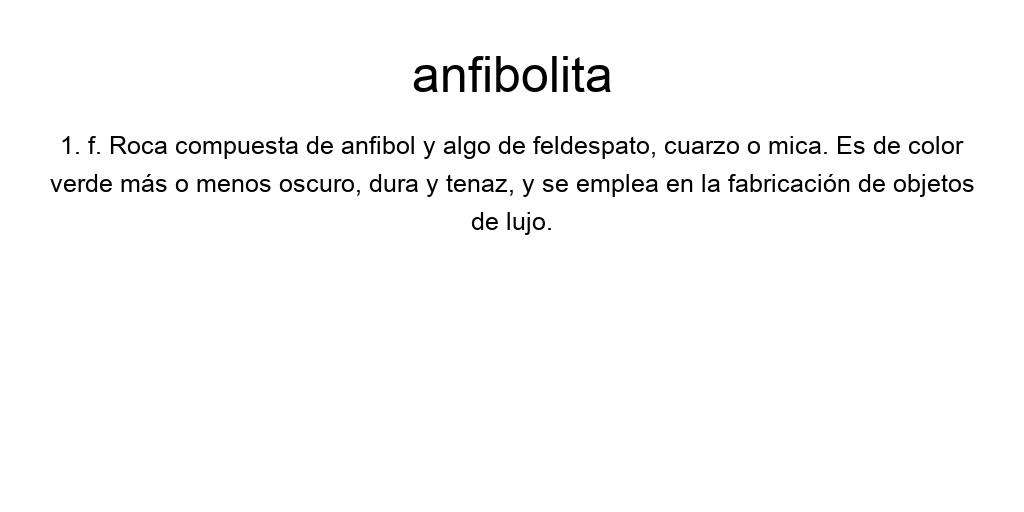 anfibolita
1. f. Roca compuesta de anfibol y algo de feldespato, cuarzo o mica. Es de color
verde más o menos oscuro, dura y tenaz, y se emplea en la fabricación de objetos
de lujo.